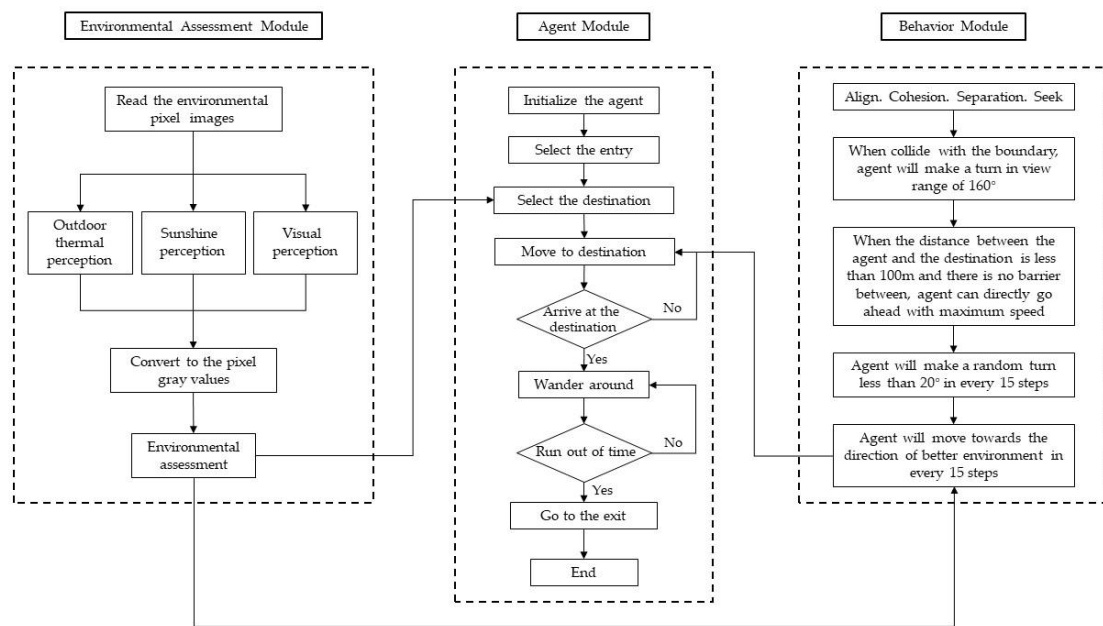 Environmental Assessment Module
Read the environmental
pixel images
Outdoor
thermal
perception
Sunshine
perception
Visual
perception
Convert to the pixel
gray values
Environmental
assessment
Agent Module
Initialize the agent
Select the entry
Select the destination
Move to destination
Arrive at the
destination
No
Yes
Wander around
Run out of time
No
Yes
Go to the exit
End
Behavior Module
Align. Cohesion. Separation. Seek
When collide with the boundary,
agent will make a turn in view
range of 160°
When the distance between the
agent and the destination is less
than 100m and there is no barrier
between, agent can directly go
ahead with maximum speed
Agent will make a random turn
less than 20° in every 15 steps
Agent will move towards the
direction of better environment in
every 15 steps